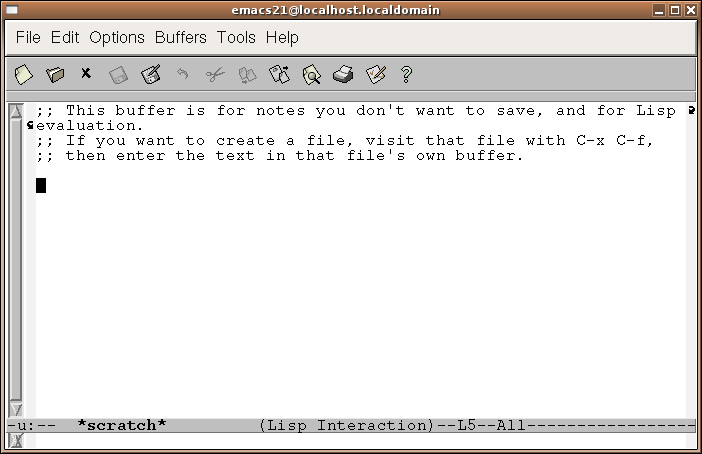 emacs21@localhost.localdomain
File Edit Options Buffers Tools Help
;; This buffer is for notes you don't want to save, and for Lisp
evaluation.
;; If you want to create a file, visit that file with C-x C-f,
;; then enter the text in that file's own buffer.
-u:-- *scratch* (Lisp Interaction)--L5--All-----------------